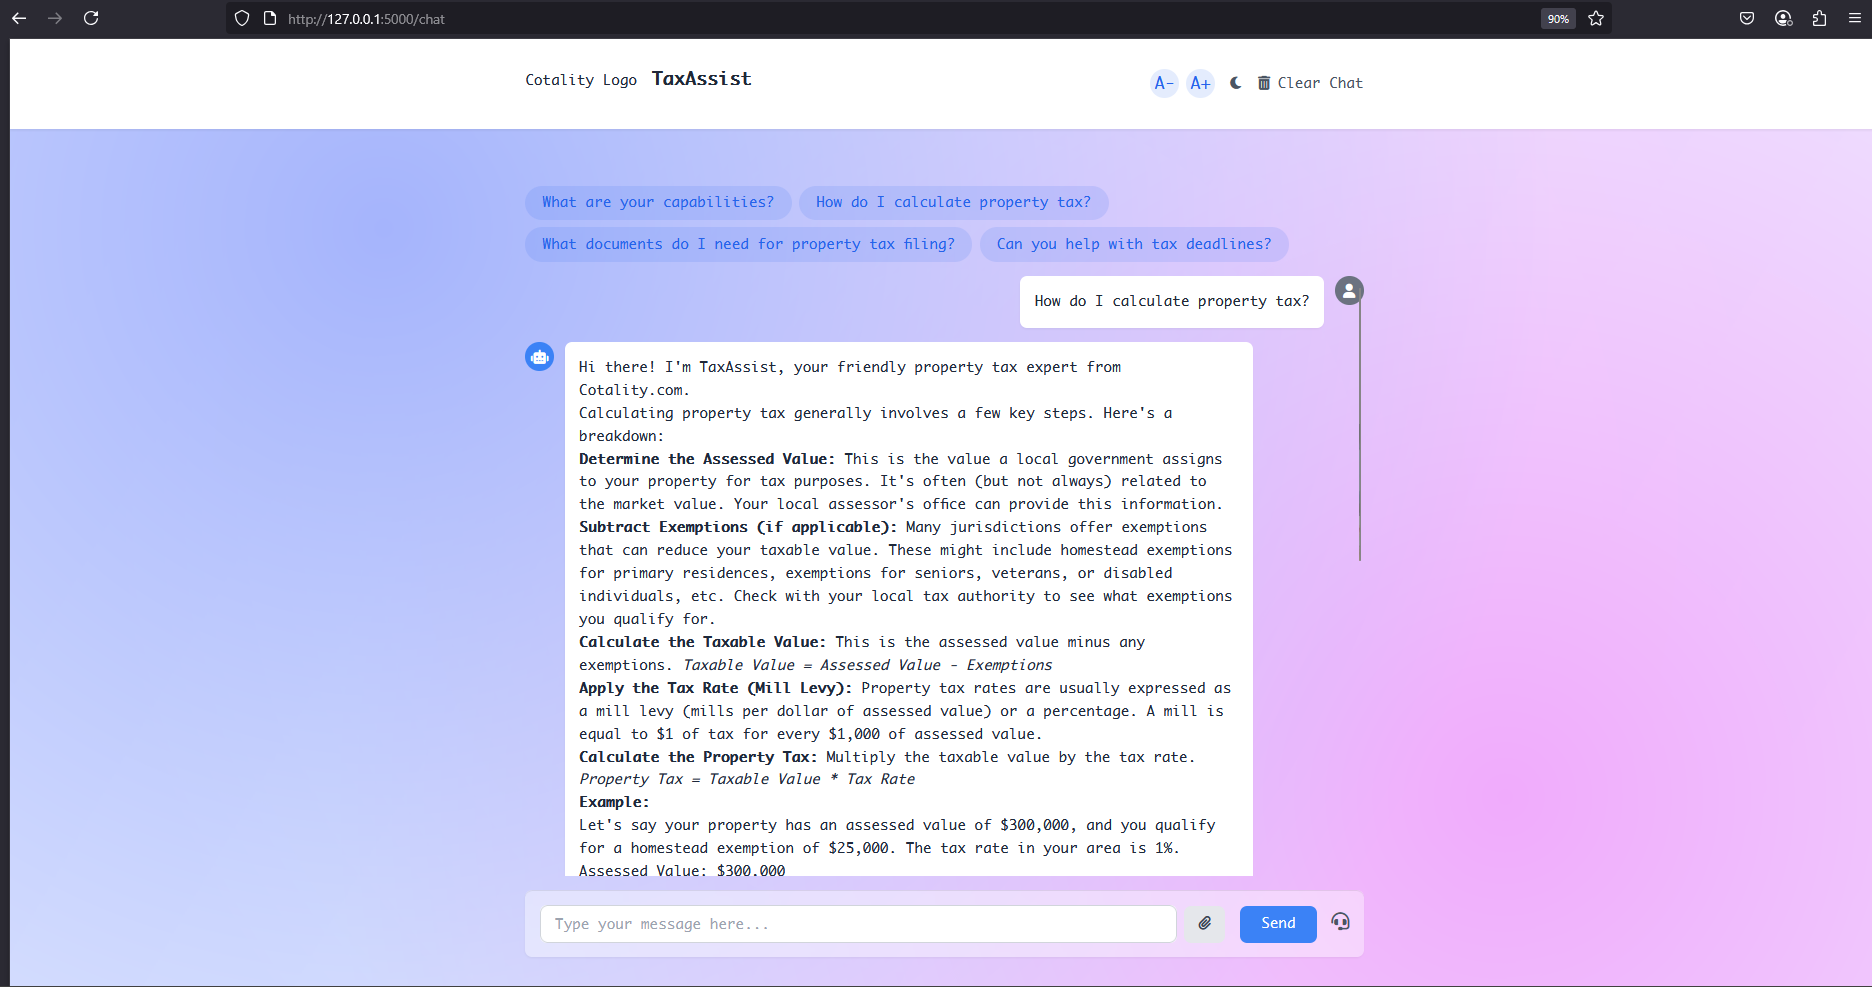 http://127.0.0.1:5000/chat
90%
Cotality Logo TaxAssist
A- A+ Clear Chat
What are your capabilities? How do I calculate property tax?
What documents do I need for property tax filing? Can you help with tax deadlines?
How do I calculate property tax?
Hi there! I'm TaxAssist, your friendly property tax expert from
Cotality.com.
Calculating property tax generally involves a few key steps. Here's a
breakdown:
Determine the Assessed Value: This is the value a local government assigns
to your property for tax purposes. It's often (but not always) related to
the market value. Your local assessor's office can provide this information.
Subtract Exemptions (if applicable): Many jurisdictions offer exemptions
that can reduce your taxable value. These might include homestead exemptions
for primary residences, exemptions for seniors, veterans, or disabled
individuals, etc. Check with your local tax authority to see what exemptions
you qualify for.
Calculate the Taxable Value: This is the assessed value minus any
exemptions. Taxable Value = Assessed Value - Exemptions
Apply the Tax Rate (Mill Levy): Property tax rates are usually expressed as
a mill levy (mills per dollar of assessed value) or a percentage. A mill is
equal to $1 of tax for every $1,000 of assessed value.
Calculate the Property Tax: Multiply the taxable value by the tax rate.
Property Tax = Taxable Value * Tax Rate
Example:
Let's say your property has an assessed value of $300,000, and you qualify
for a homestead exemption of $25,000. The tax rate in your area is 1%.
Assessed Value: $300,000
Type your message here...
Send